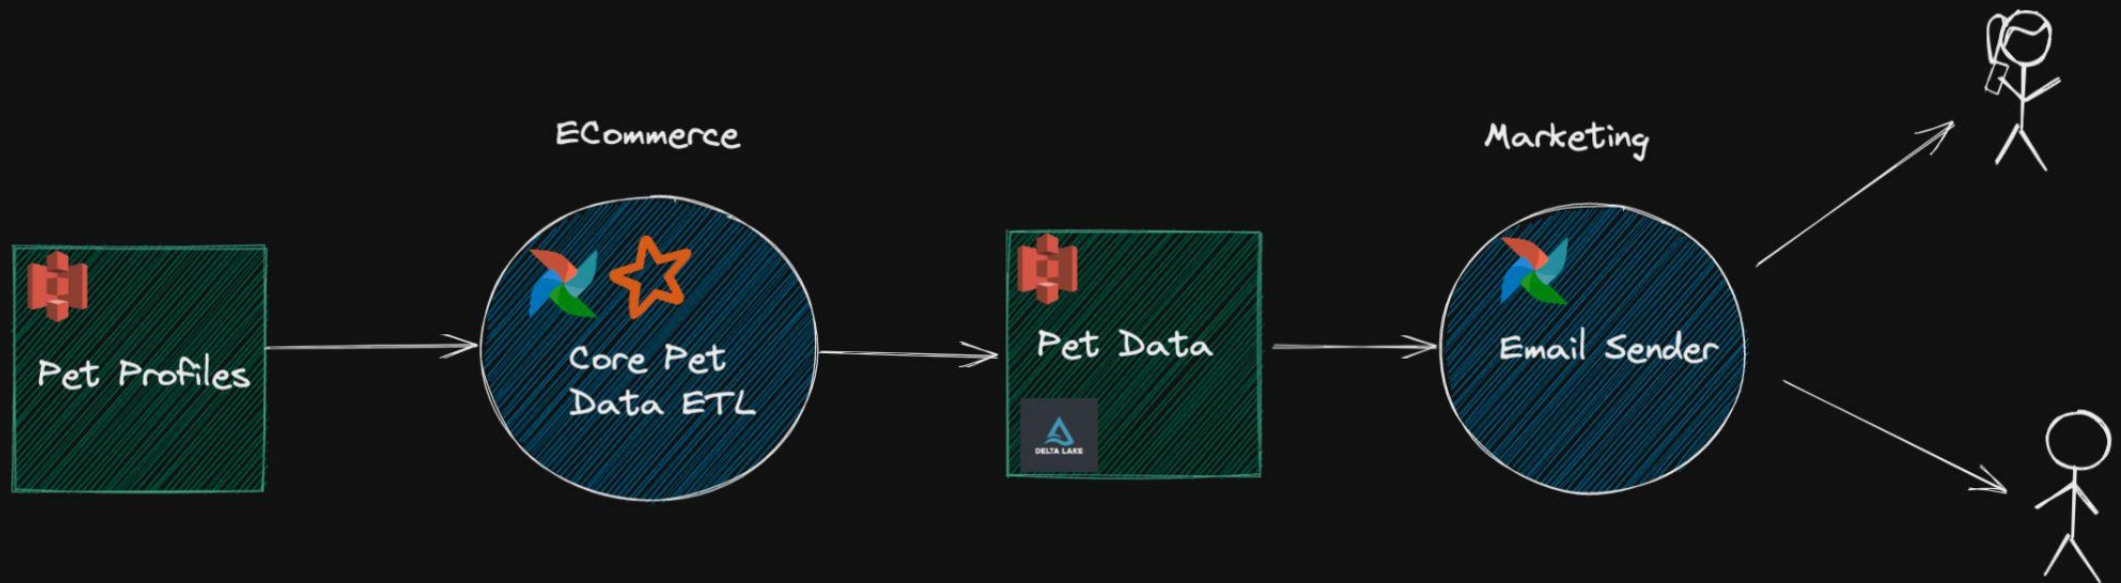 ECommerce
Marketing
Pet Profiles
Core Pet
Data ETL
Pet Data
DELTA LAKE
Email Sender